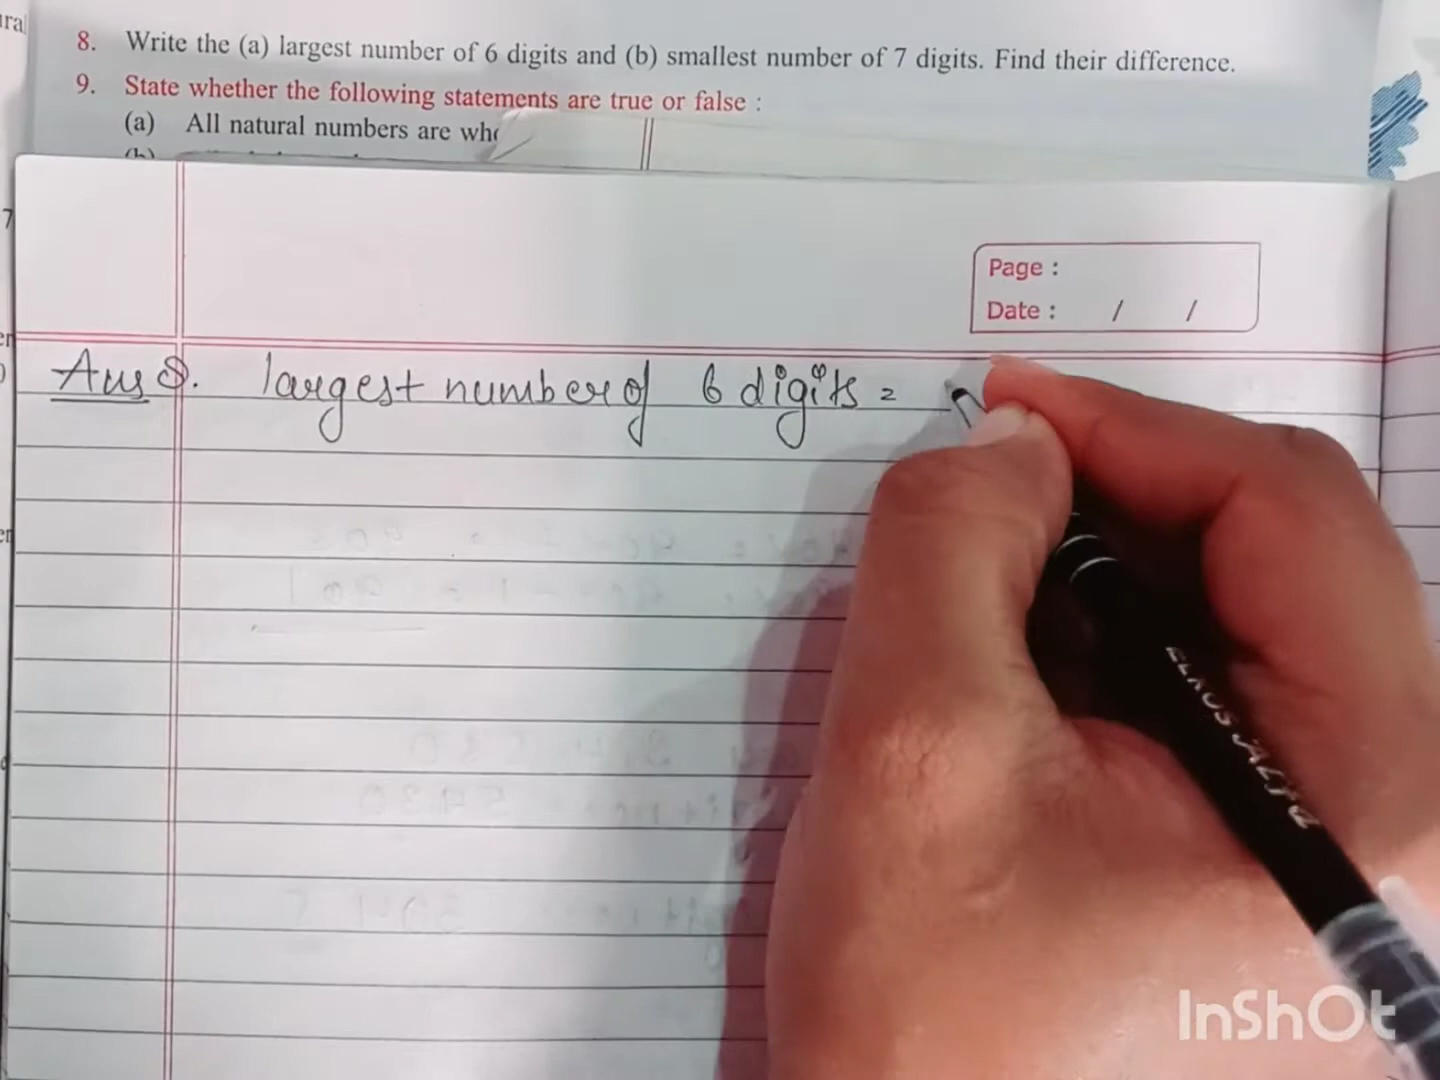 8. Write the (a) largest number of 6 digits and (b) smallest number of 7 digits. Find their difference.
9. State whether the following statements are true or false :
(a) All natural numbers are
Page :
Date : / /
Ans 8. largest number of 6 digits =
InShOt